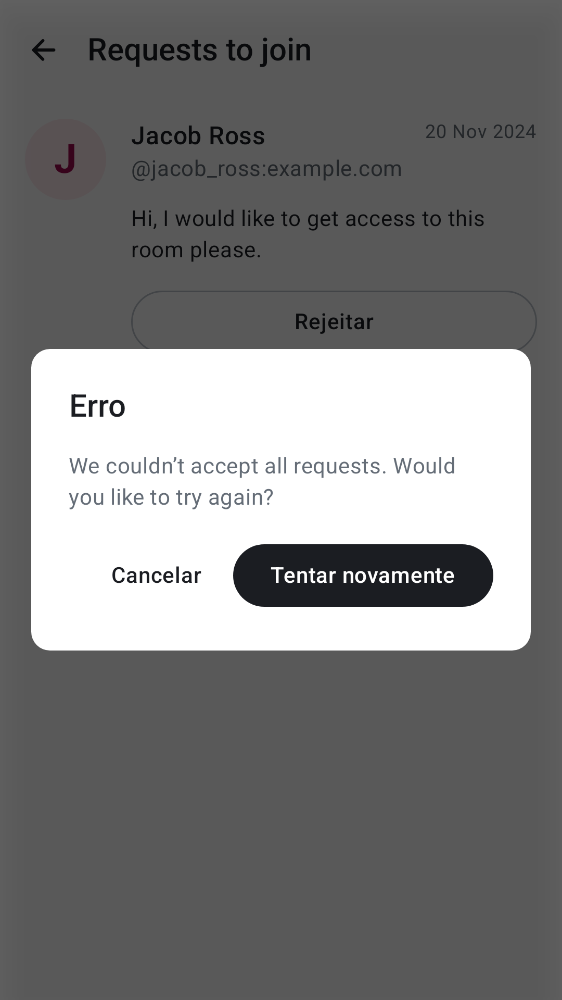 Requests to join
J
Jacob Ross
20 Nov 2024
@jacob_ross:example.com
Hi, I would like to get access to this
room please.
Rejeitar
Erro
We couldn’t accept all requests. Would
you like to try again?
Cancelar
Tentar novamente